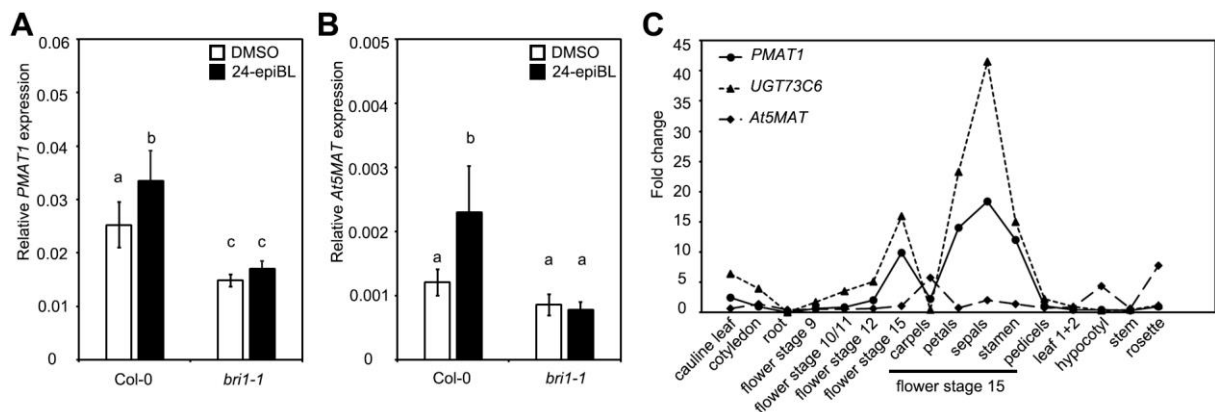 A
Relative PMAT1 expression
0.06
0.05
0.04
0.03
0.02
0.01
0
DMSO
24-epiBL
a
b
c
c
Col-0
bri1-1
B
Relative At5MAT expression
0.005
0.004
0.003
0.002
0.001
0
DMSO
24-epiBL
a
b
a
a
Col-0
bri1-1
C
Fold change
45
40
35
30
25
20
15
10
5
0
PMAT1
UGT73C6
At5MAT
cauline leaf
cotyledon
root
flower stage 9
flower stage 10/11
flower stage 12
flower stage 15
carpels
petals
sepals
stamen
pedicels
leaf 1+2
hypocotyl
stem
rosette
flower stage 15